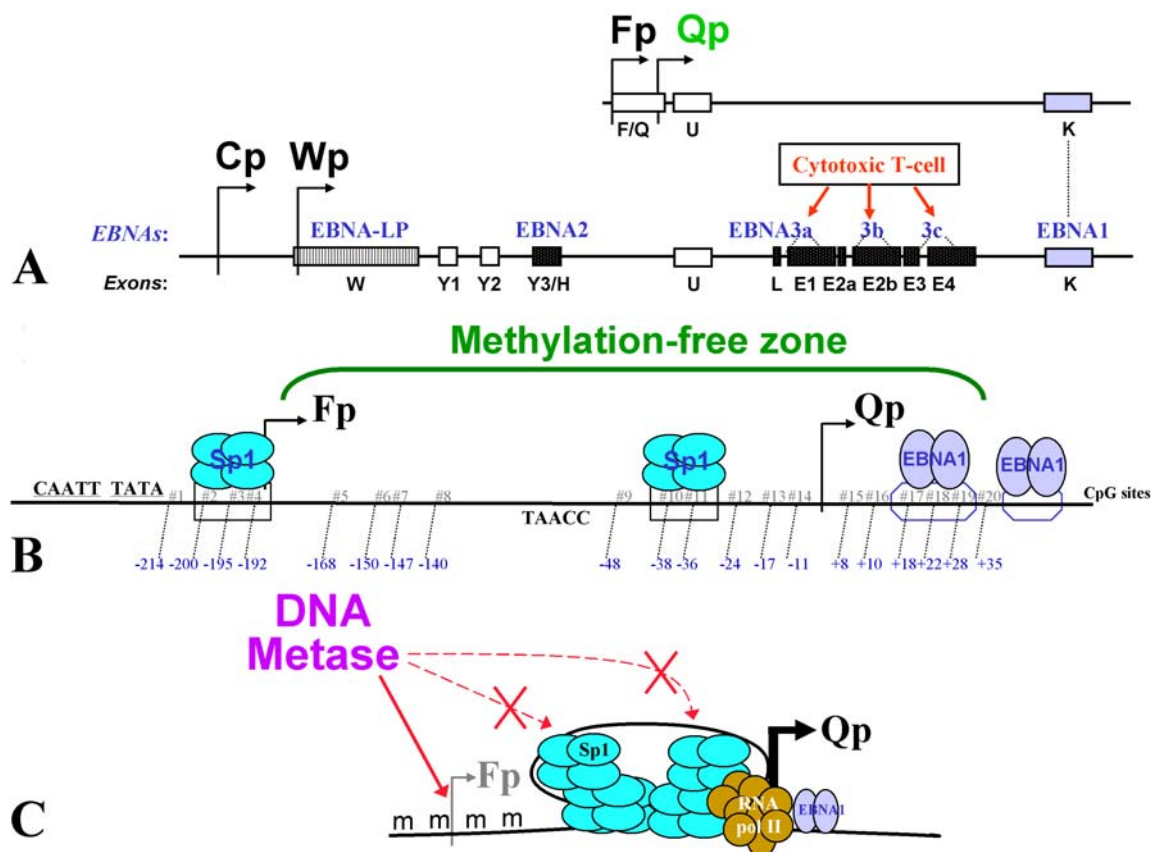 Fp Qp
F/Q U K
Cp Wp
Cytotoxic T-cell
EBNAs: EBNA-LP EBNA2 EBNA3a 3b 3c EBNA1
A
Exons: W Y1 Y2 Y3/H U L E1 E2a E2b E3 E4 K
Methylation-free zone
Fp Qp
Sp1 Sp1 EBNA1 EBNA1
CAATT TATA #1 #2 #3 #4 #5 #6 #7 #8 #9 #10 #11 #12 #13 #14 #15 #16 #17 #18 #19 #20 CpG sites
TAACC
B
-214 -200 -195 -192 -168 -150 -147 -140 -48 -38 -36 -24 -17 -11 +8 +10 +18 +22 +28 +35
DNA
Metase
Qp
Sp1
Fp
RNA
pol II
EBNA1
m m m m
C